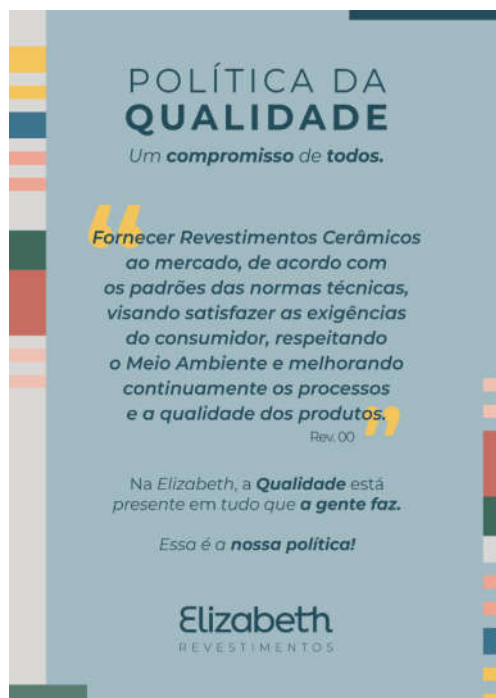 POLÍTICA DA
QUALIDADE
Um compromisso de todos.
“Fornecer Revestimentos Cerâmicos
ao mercado, de acordo com
os padrões das normas técnicas,
visando satisfazer as exigências
do consumidor, respeitando
o Meio Ambiente e melhorando
continuamente os processos
e a qualidade dos produtos.”
Rev. 00
Na Elizabeth, a Qualidade está
presente em tudo que a gente faz.
Essa é a nossa política!
Elizabeth
REVESTIMENTOS